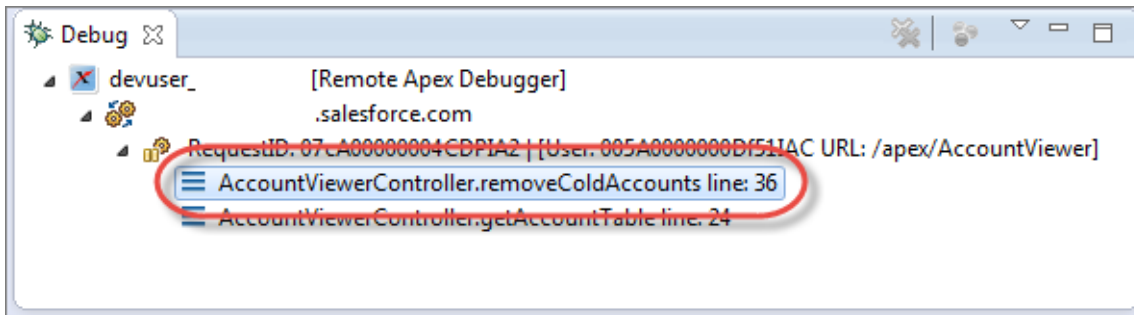 Debug
devuser_ [Remote Apex Debugger]
.salesforce.com
RequestID: 07cA00000004CDPIA2 | [User: 005A0000000Df51IAC URL: /apex/AccountViewer]
AccountViewerController.removeColdAccounts line: 36
AccountViewerController.getAccountTable line: 24